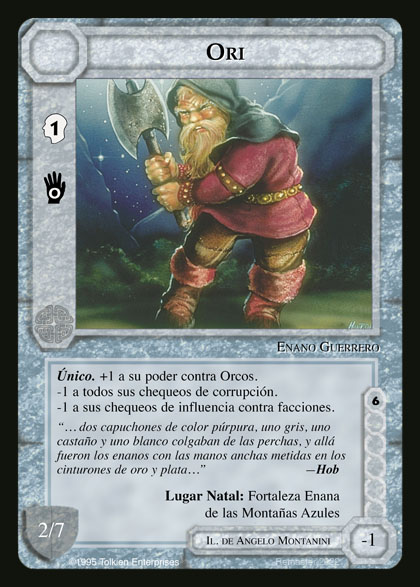 ORI
1
ENANO GUERRERO
Único. +1 a su poder contra Orcos.
-1 a todos sus chequeos de corrupción.
-1 a sus chequeos de influencia contra facciones.
“… dos capuchones de color púrpura, uno gris, uno
castaño y uno blanco colgaban de las perchas, y allá
fueron los enanos con las manos anchas metidas en los
cinturones de oro y plata…” –Hob
6
Lugar Natal: Fortaleza Enana
de las Montañas Azules
2/7
IL. DE ANGELO MONTANINI
-1
©1995 Tolkien Enterprises